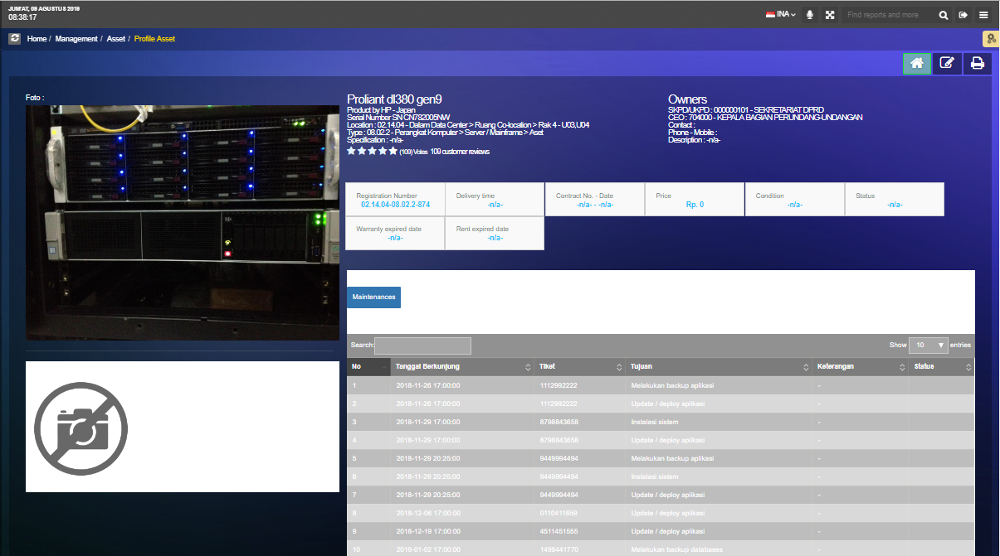 JUM'AT, 09 AGUSTUS 2019
08:38:17
INA
Find reports and more
Home / Management / Asset / Profile Asset
Foto :
Proliant dl380 gen9
Product by HP - Japan
Serial Number SN CN782005NW
Location : 02.14.04 - Dalam Data Center > Ruang Co-location > Rak 4 - U03,U04
Type : 08.02.2 - Perangkat Komputer > Server / Mainframe > Aset
Specification : -n/a-
(109) Votes 109 customer reviews
Owners
SKPD/UKPD : 000000101 - SEKRETARIAT DPRD
CEO : 704000 - KEPALA BAGIAN PERUNDANG-UNDANGAN
Contact :
Phone - Mobile :
Description : -n/a-
Registration Number
02.14.04-08.02.2-874
Delivery time
-n/a-
Contract No. - Date
-n/a- - -n/a-
Price
Rp. 0
Condition
-n/a-
Status
-n/a-
Warranty expired date
-n/a-
Rent expired date
-n/a-
Maintenances
Search:
Show 10 entries
No Tanggal Berkunjung Tiket Tujuan Keterangan Status
1 2018-11-26 17:00:00 1112992222 Melakukan backup aplikasi -
2 2018-11-26 17:00:00 1112992222 Update / deploy aplikasi -
3 2018-11-29 17:00:00 8798843658 Instalasi sistem -
4 2018-11-29 17:00:00 8798843658 Update / deploy aplikasi -
5 2018-11-29 20:25:00 9449994494 Melakukan backup aplikasi -
6 2018-11-29 20:25:00 9449994494 Instalasi sistem -
7 2018-11-29 20:25:00 9449994494 Update / deploy aplikasi -
8 2018-12-06 17:00:00 0110411859 Update / deploy aplikasi -
9 2018-12-19 17:00:00 4511451555 Update / deploy aplikasi -
10 2019-01-02 17:00:00 1499441770 Melakukan backup databases -